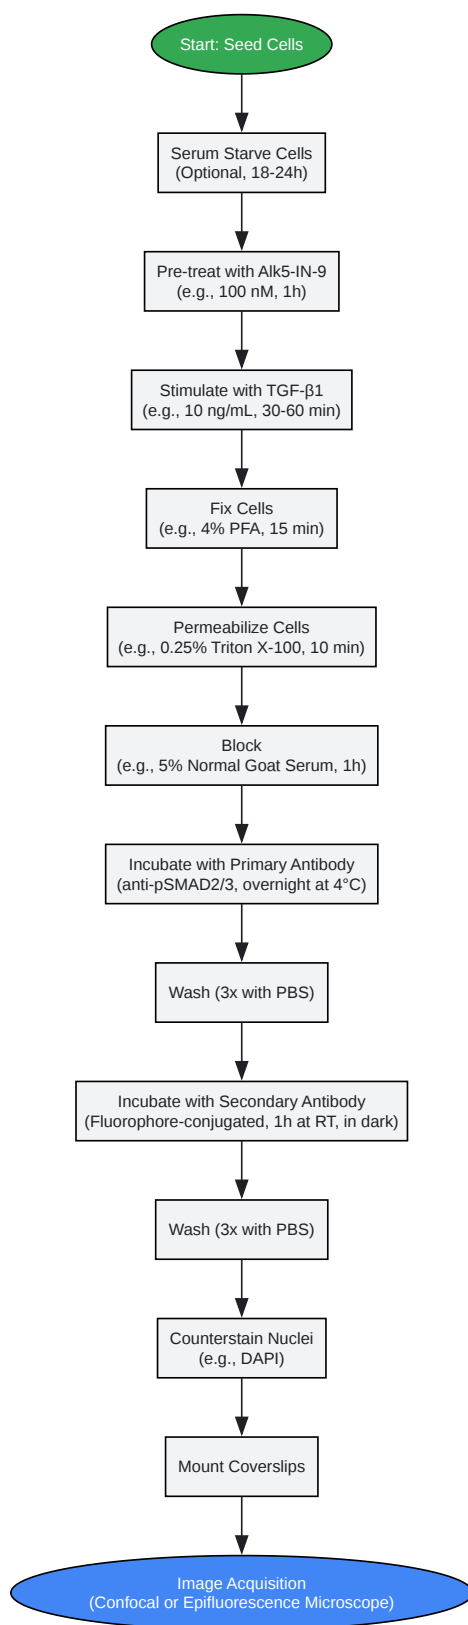 Start: Seed Cells
Serum Starve Cells
(Optional, 18-24h)
Pre-treat with Alk5-IN-9
(e.g., 100 nM, 1h)
Stimulate with TGF-β1
(e.g., 10 ng/mL, 30-60 min)
Fix Cells
(e.g., 4% PFA, 15 min)
Permeabilize Cells
(e.g., 0.25% Triton X-100, 10 min)
Block
(e.g., 5% Normal Goat Serum, 1h)
Incubate with Primary Antibody
(anti-pSMAD2/3, overnight at 4°C)
Wash (3x with PBS)
Incubate with Secondary Antibody
(Fluorophore-conjugated, 1h at RT, in dark)
Wash (3x with PBS)
Counterstain Nuclei
(e.g., DAPI)
Mount Coverslips
Image Acquisition
(Confocal or Epifluorescence Microscope)